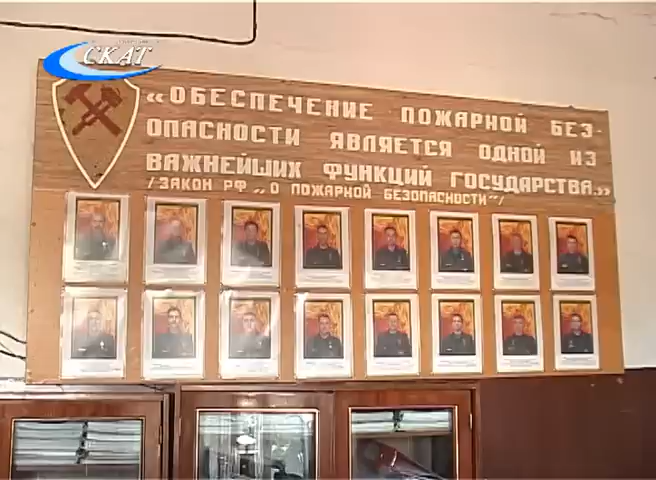 СКАТ
«ОБЕСПЕЧЕНИЕ ПОЖАРНОЙ БЕЗ-
ОПАСНОСТИ ЯВЛЯЕТСЯ ОДНОЙ ИЗ
ВАЖНЕЙШИХ ФУНКЦИЙ ГОСУДАРСТВА.»
/ЗАКОН РФ „О ПОЖАРНОЙ БЕЗОПАСНОСТИ"/